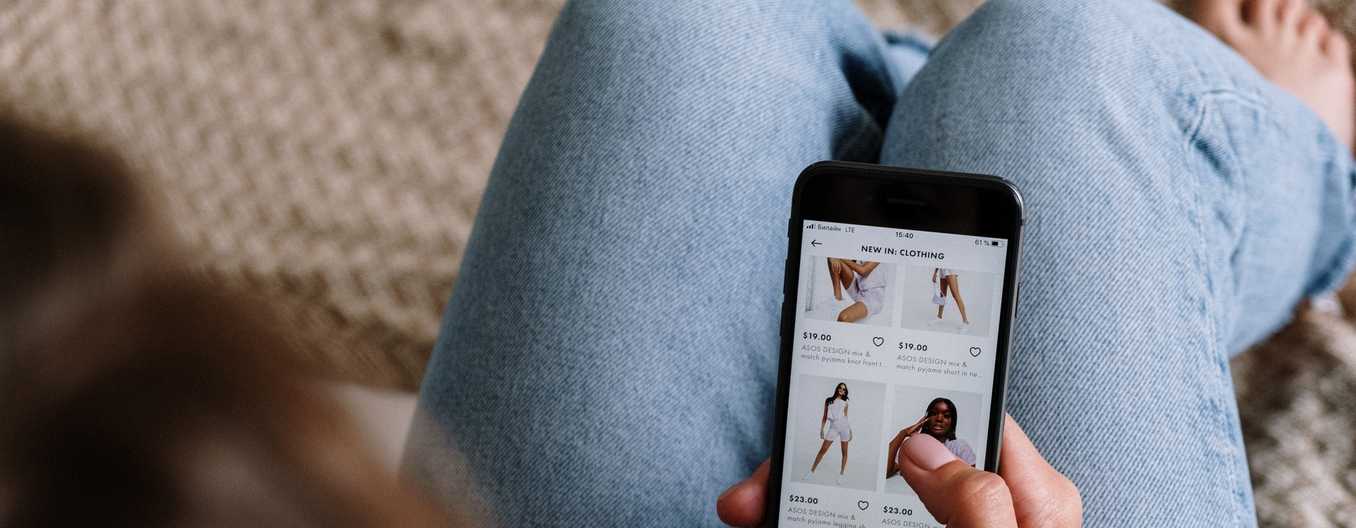 Билайн LTE 15:40 61 %
NEW IN: CLOTHING
$19.00
ASOS DESIGN mix &
match pyjama knot front t...
$19.00
ASOS DESIGN mix &
match pyjama short in ne...
$23.00
ASOS DESIGN mix &
match pyjama legging
$23.00
ASOS DESIGN mix &